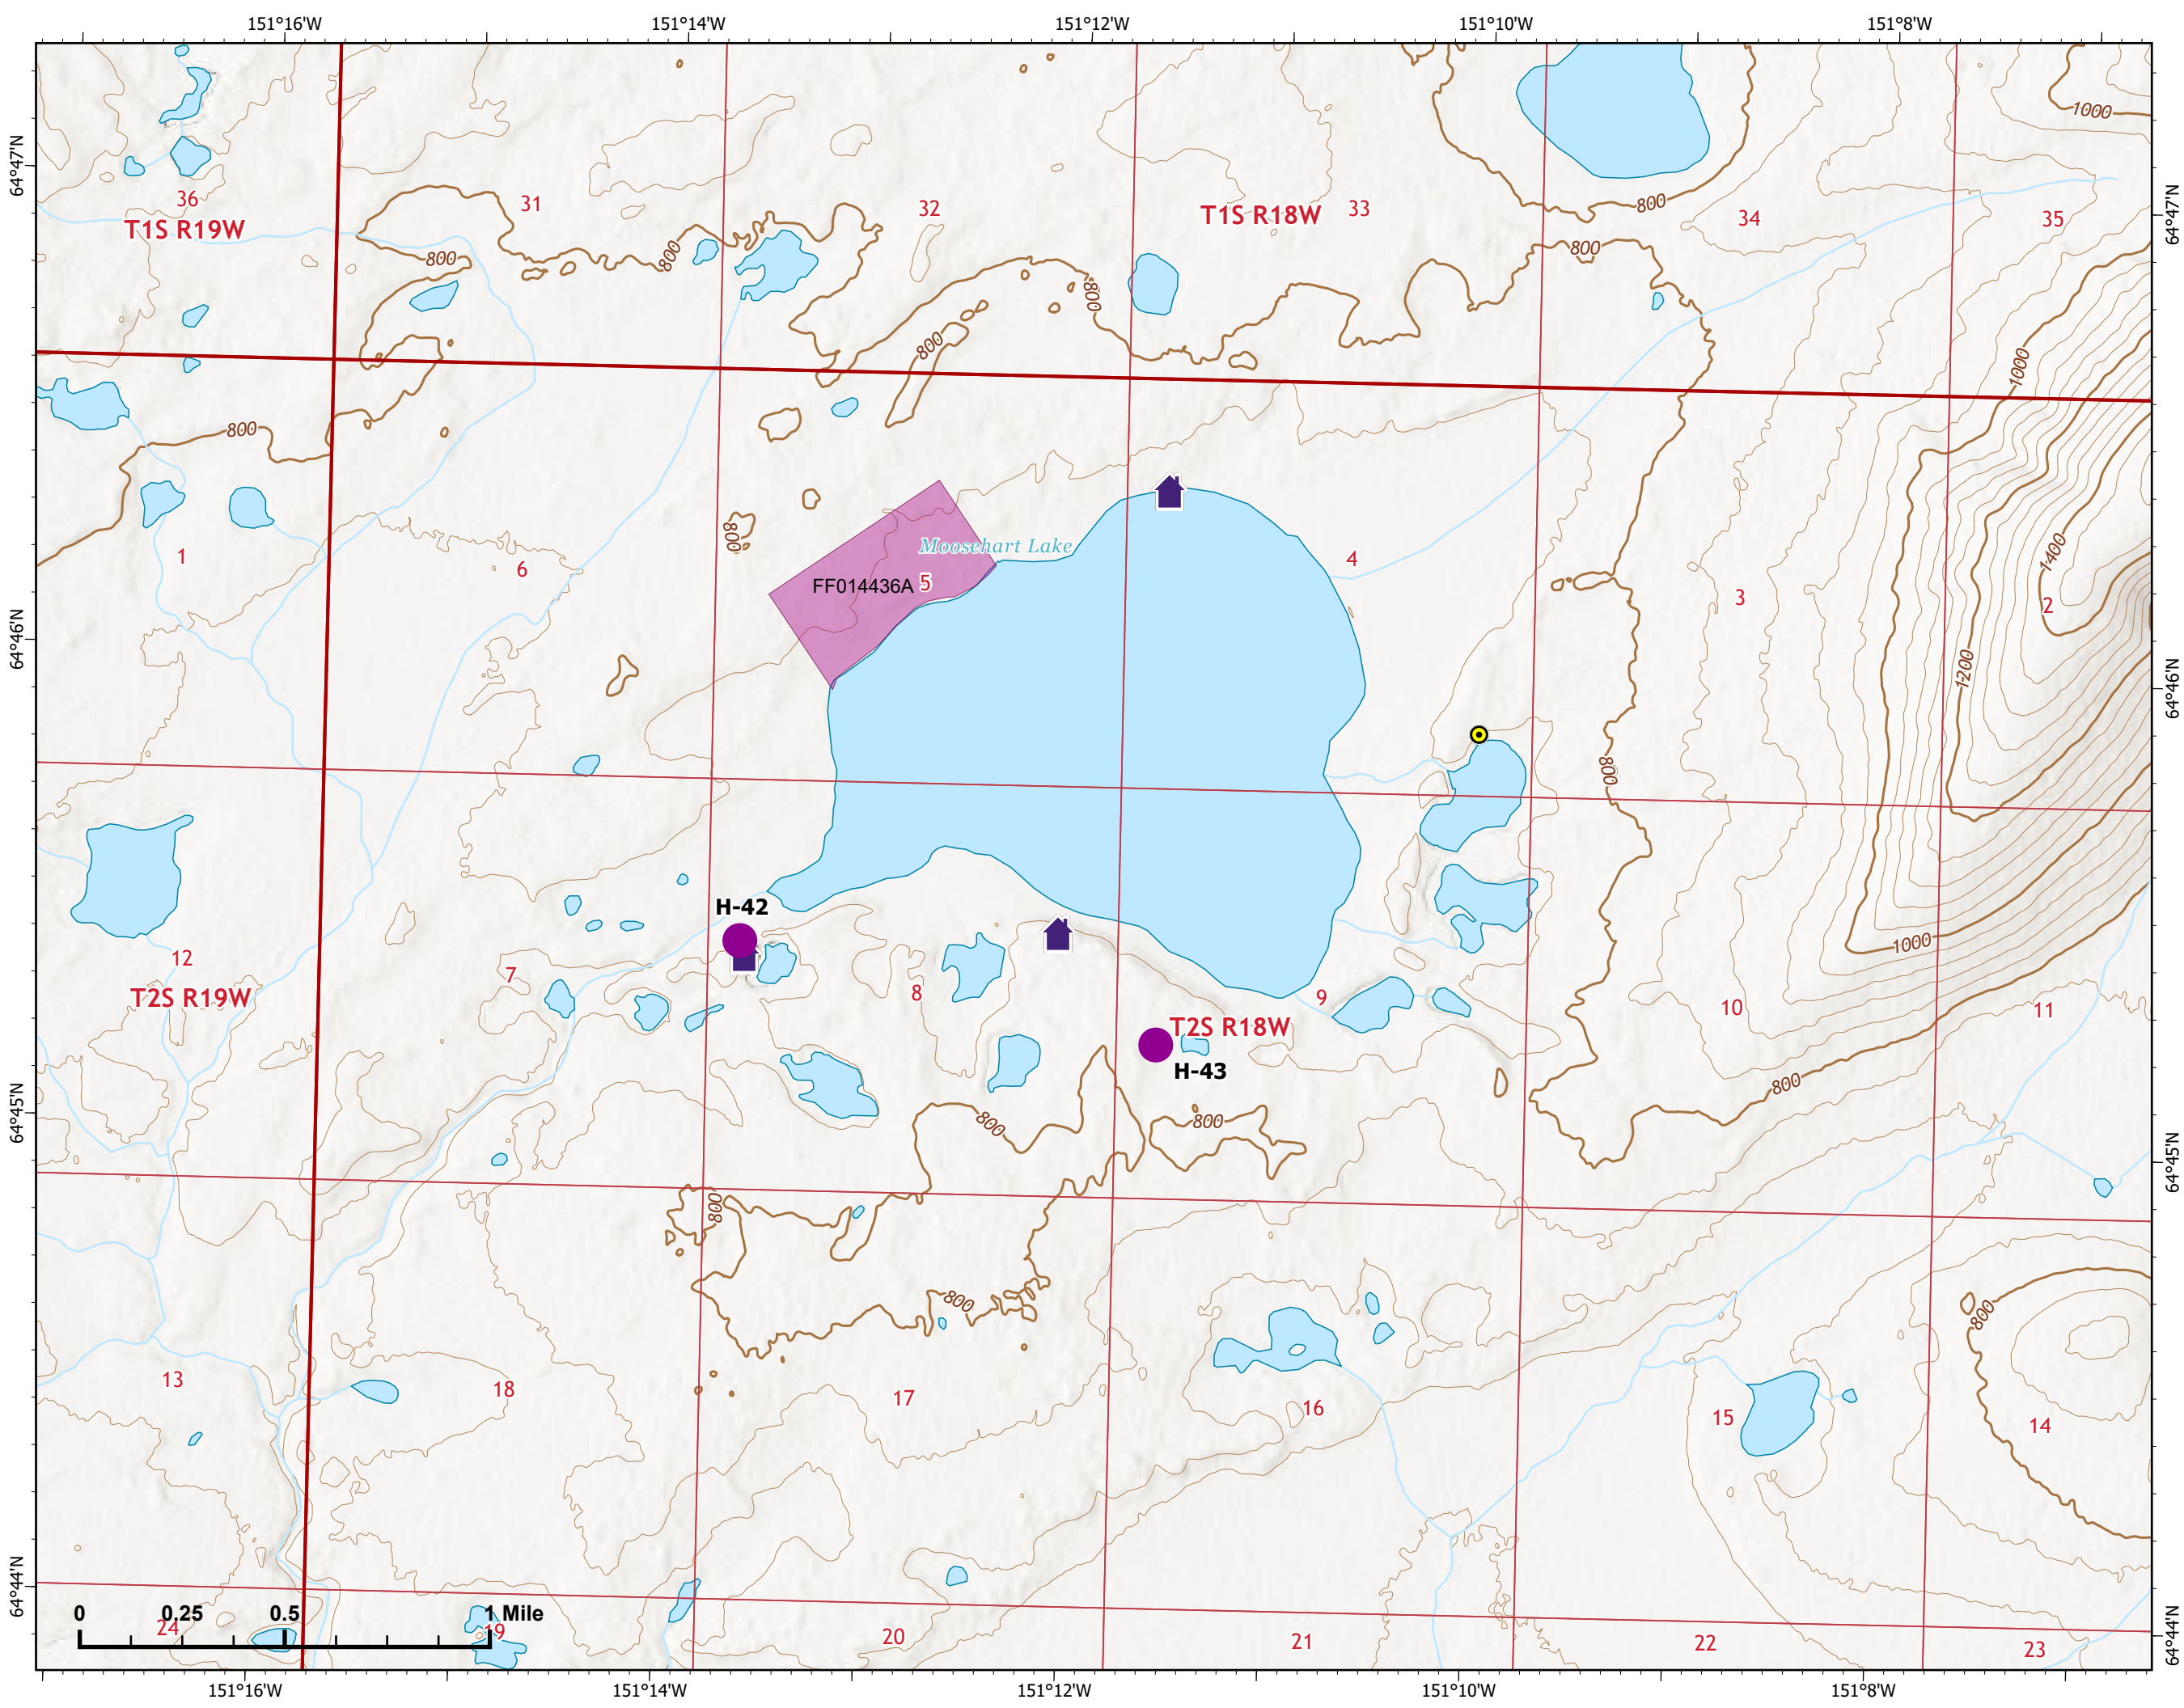 151°16'W 151°14'W 151°12'W 151°10'W 151°8'W
1000
64°47'N
64°47'N
36 31 32 T1S R18W 33 800 34 35
T1S R19W
800 800 800 800
800
800
1000
800
800
1400
Moosehart Lake
1 6 FF014436A 5 4 3 2
64°46'N
64°46'N
1200
800
H-42
1000
12 7 8 9 10 11
T2S R19W
T2S R18W
H-43
800
64°45'N
800 800
64°45'N
800
800
800
13 18 17 16 15 14
64°44'N
64°44'N
0 0.25 0.5 1 Mile
24 19 20 21 22 23
151°16'W 151°14'W 151°12'W 151°10'W 151°8'W